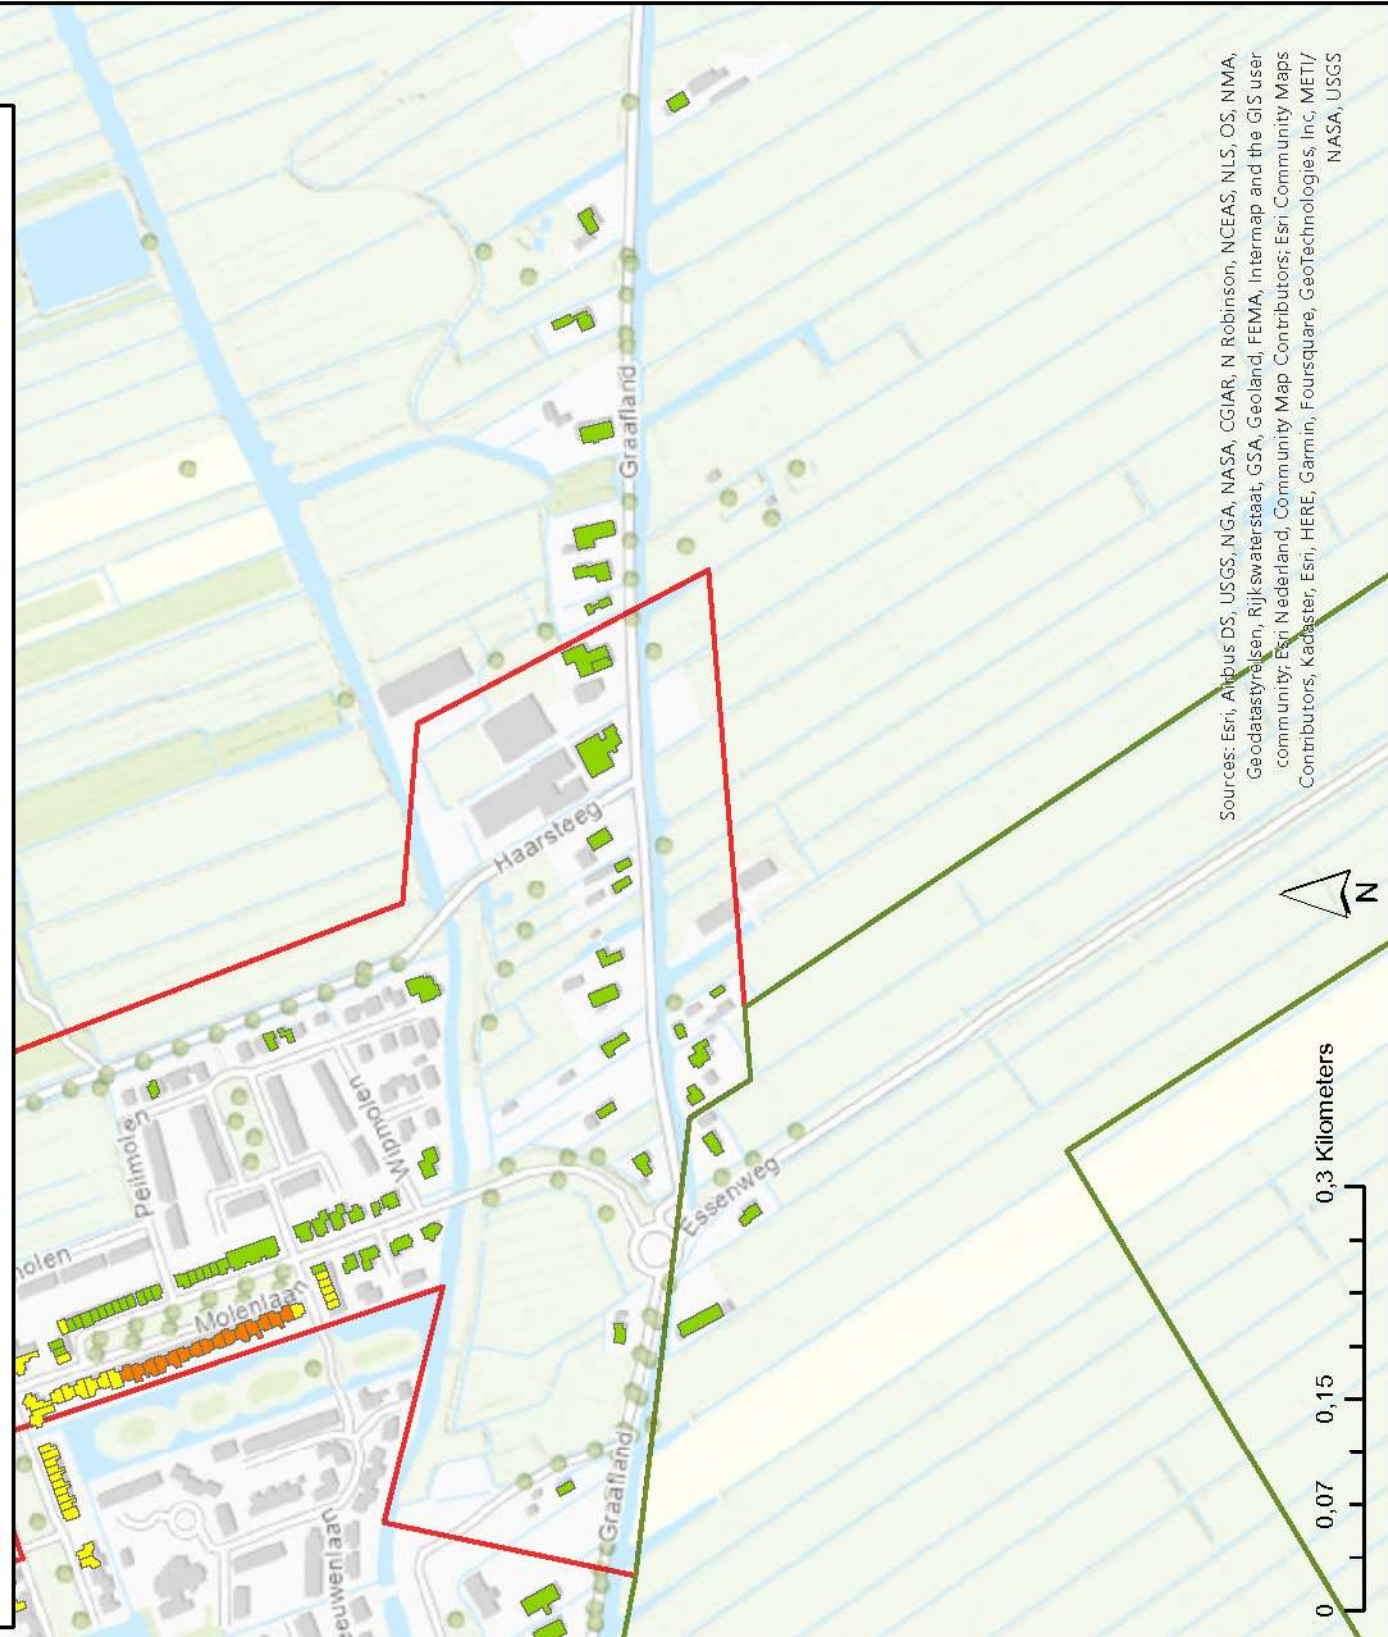 Sources: Esri, Airbus DS, USGS, NGA, NASA, CGIAR, N Robinson, NCEAS, NLS, OS, NMA,
Geodatastyrelsen, Rijkswaterstaat, GSA, Geoland, FEMA, Intermap and the GIS user
community; Esri Nederland, Community Map Contributors; Esri Community Maps
Contributors, Kadaster, Esri, HERE, Garmin, Foursquare, GeoTechnologies, Inc, METI/
NASA, USGS
Graafland
Haarsteeg
Pelmolen
Wipmolen
molen
Molenlaan
Essenweg
Graafland
eeuwenlaan
N
0 0,07 0,15 0,3 Kilometers